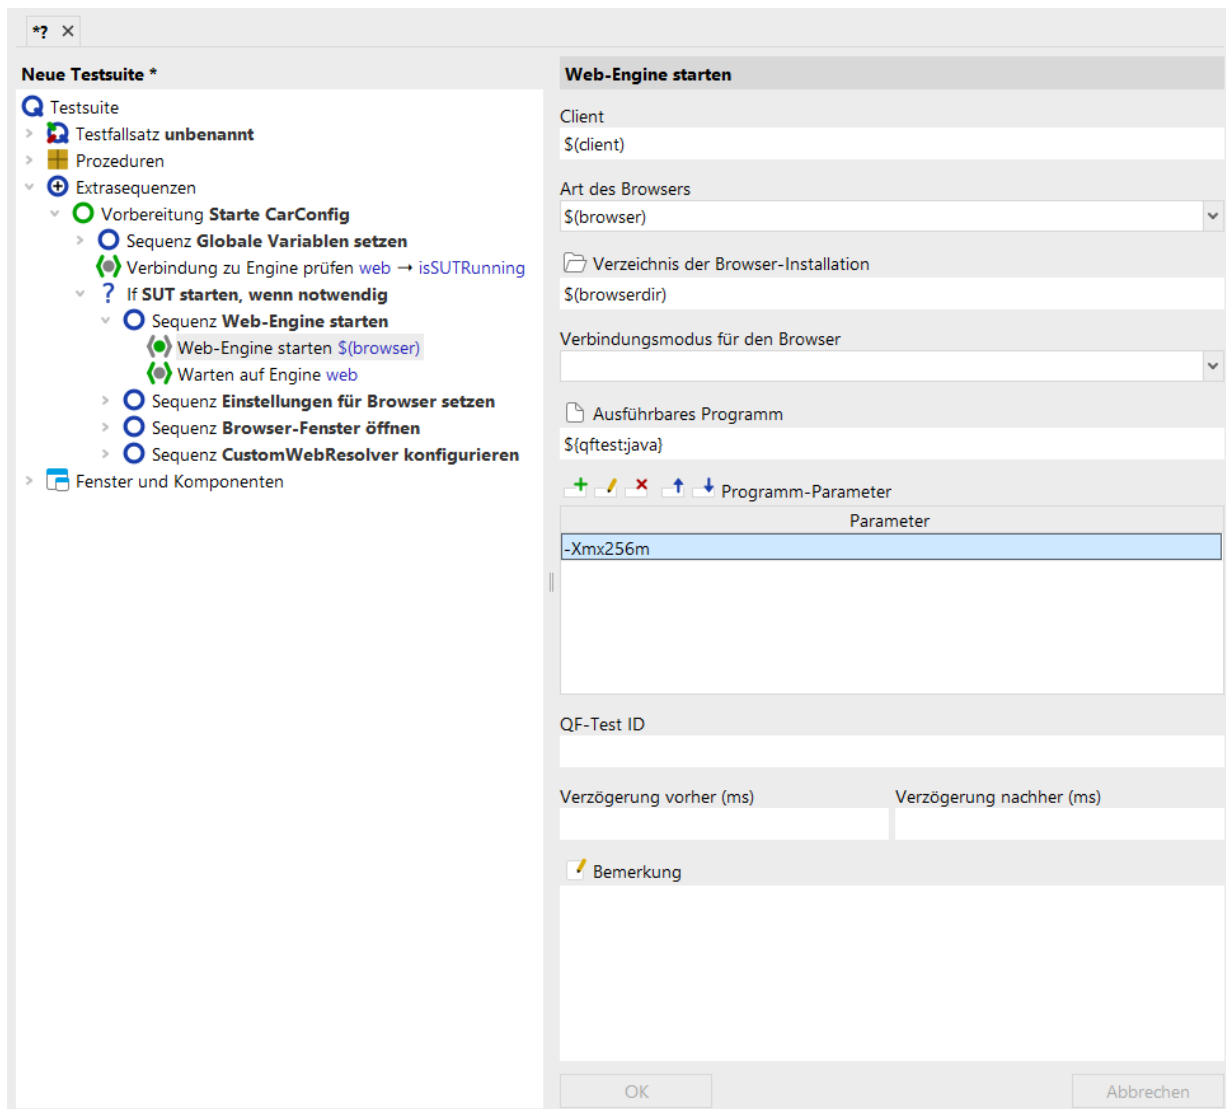 *?
Neue Testsuite *
Testsuite
Testfallsatz unbenannt
Prozeduren
Extrasequenzen
Vorbereitung Starte CarConfig
Sequenz Globale Variablen setzen
Verbindung zu Engine prüfen web → isSUTRunning
? If SUT starten, wenn notwendig
Sequenz Web-Engine starten
Web-Engine starten $(browser)
Warten auf Engine web
Sequenz Einstellungen für Browser setzen
Sequenz Browser-Fenster öffnen
Sequenz CustomWebResolver konfigurieren
Fenster und Komponenten
Web-Engine starten
Client
$(client)
Art des Browsers
$(browser)
Verzeichnis der Browser-Installation
$(browserdir)
Verbindungsmodus für den Browser
Ausführbares Programm
${qftest:java}
Programm-Parameter
Parameter
-Xmx256m
QF-Test ID
Verzögerung vorher (ms) Verzögerung nachher (ms)
Bemerkung
OK Abbrechen